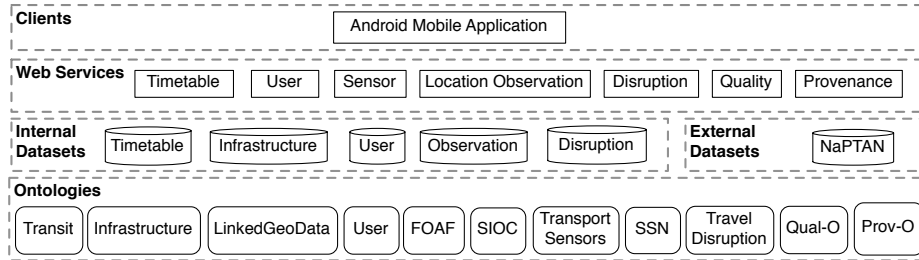 Clients
Android Mobile Application
Web Services
Timetable
User
Sensor
Location Observation
Disruption
Quality
Provenance
Internal
Datasets
Timetable
Infrastructure
User
Observation
Disruption
External
Datasets
NaPTAN
Ontologies
Transit
Infrastructure
LinkedGeoData
User
FOAF
SIOC
Transport
Sensors
SSN
Travel
Disruption
Qual-O
Prov-O